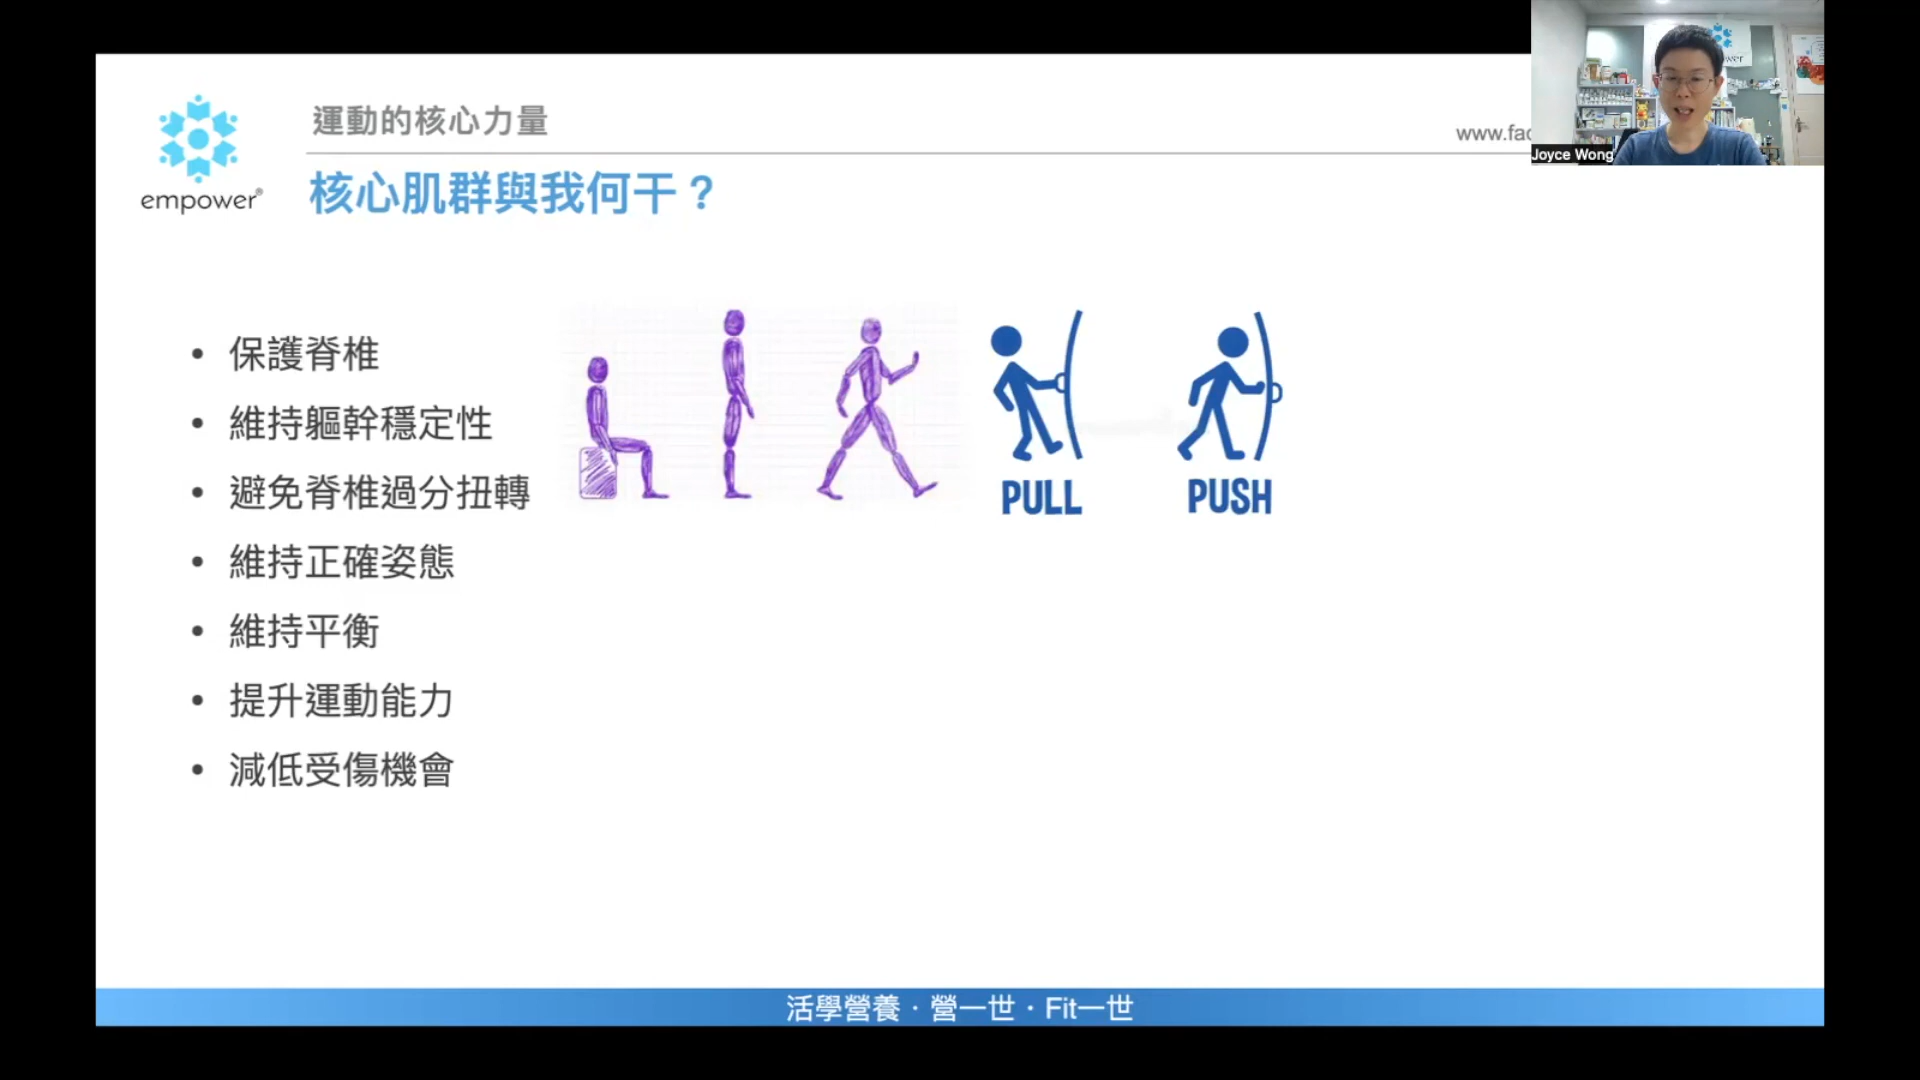 運動的核心力量
www.fac
Joyce Wong
empower®
核心肌群與我何干？
• 保護脊椎
• 維持軀幹穩定性
• 避免脊椎過分扭轉
• 維持正確姿態
• 維持平衡
• 提升運動能力
• 減低受傷機會
PULL
PUSH
活學營養 · 營一世 · Fit一世